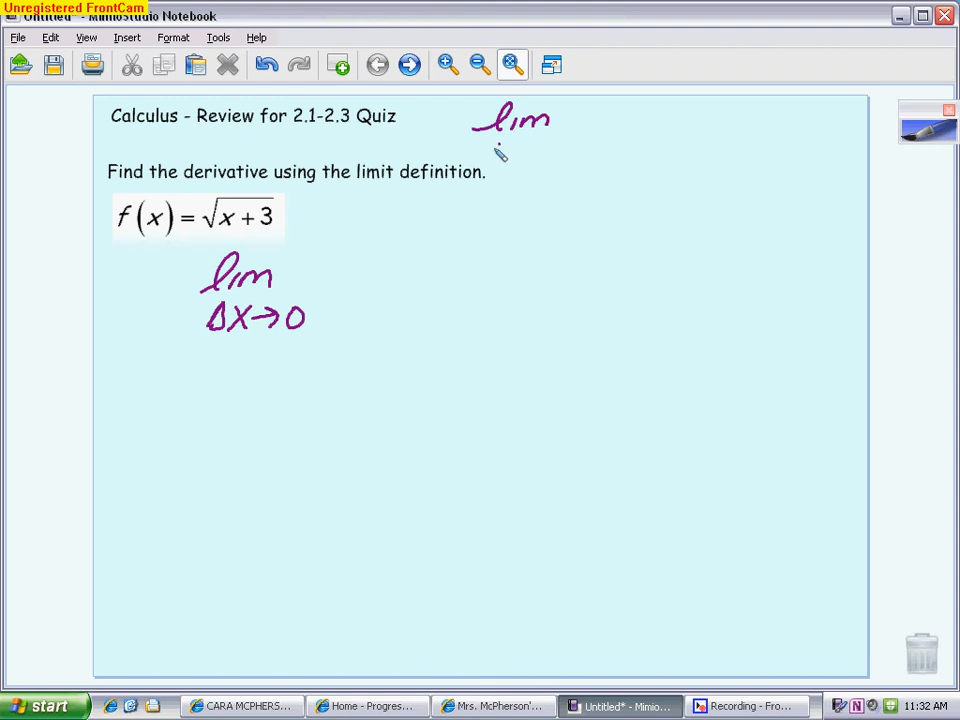 Unregistered FrontCam
Untitled* - MimioStudio Notebook
File Edit View Insert Format Tools Help
Calculus - Review for 2.1-2.3 Quiz
lim
Find the derivative using the limit definition.
f(x) = √x + 3
lim
Δx→0
start
CARA MCPHERS...
Home - Progres...
Mrs. McPherson'...
Untitled* - Mimio...
Recording - Fro...
11:32 AM